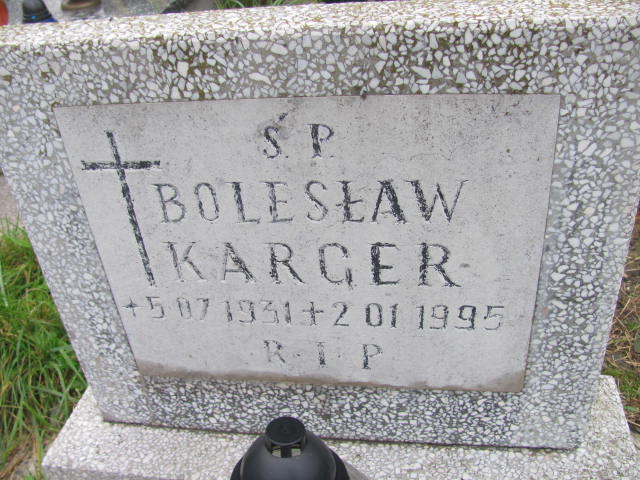 Ś. P.
BOLESŁAW
KARGER
+5 07 1931 + 2 01 1995
R · I · P